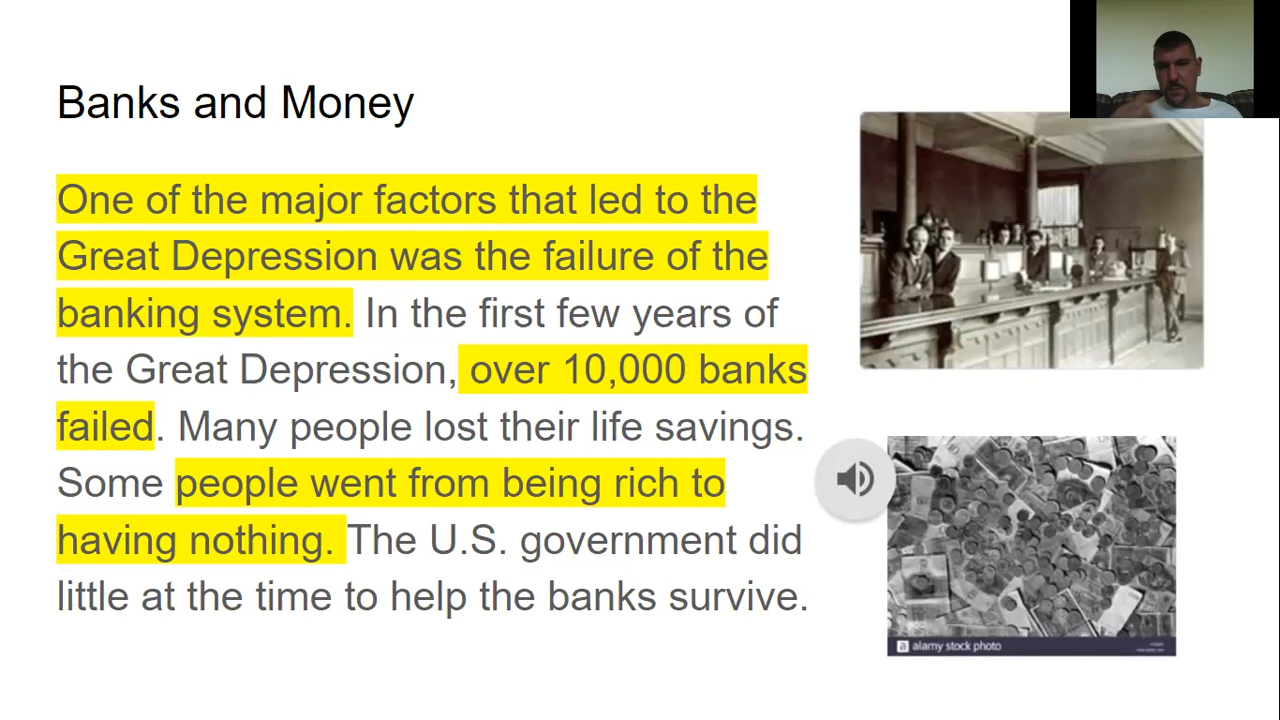 Banks and Money
One of the major factors that led to the
Great Depression was the failure of the
banking system. In the first few years of
the Great Depression, over 10,000 banks
failed. Many people lost their life savings.
Some people went from being rich to
having nothing. The U.S. government did
little at the time to help the banks survive.
a alamy stock photo